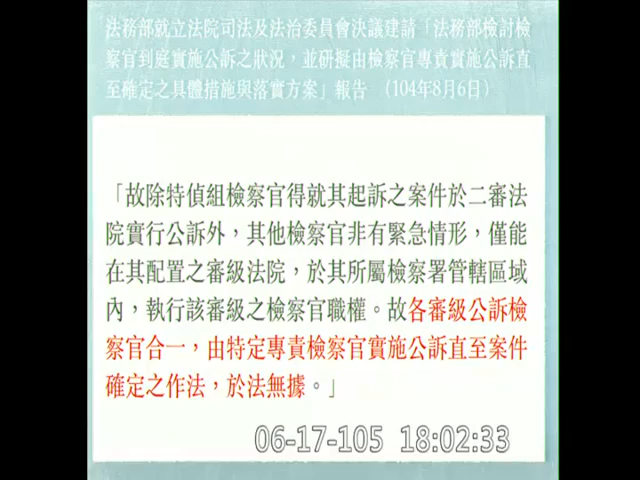 法務部就立法院司法及法治委員會決議建請「法務部檢討檢
察官到庭實施公訴之狀況，並研擬由檢察官專責實施公訴直
至確定之具體措施與落實方案」報告 （104年8月6日）
「故除特偵組檢察官得就其起訴之案件於二審法
院實行公訴外，其他檢察官非有緊急情形，僅能
在其配置之審級法院，於其所屬檢察署管轄區域
內，執行該審級之檢察官職權。故各審級公訴檢
察官合一，由特定專責檢察官實施公訴直至案件
確定之作法，於法無據。」
06-17-105 18:02:33